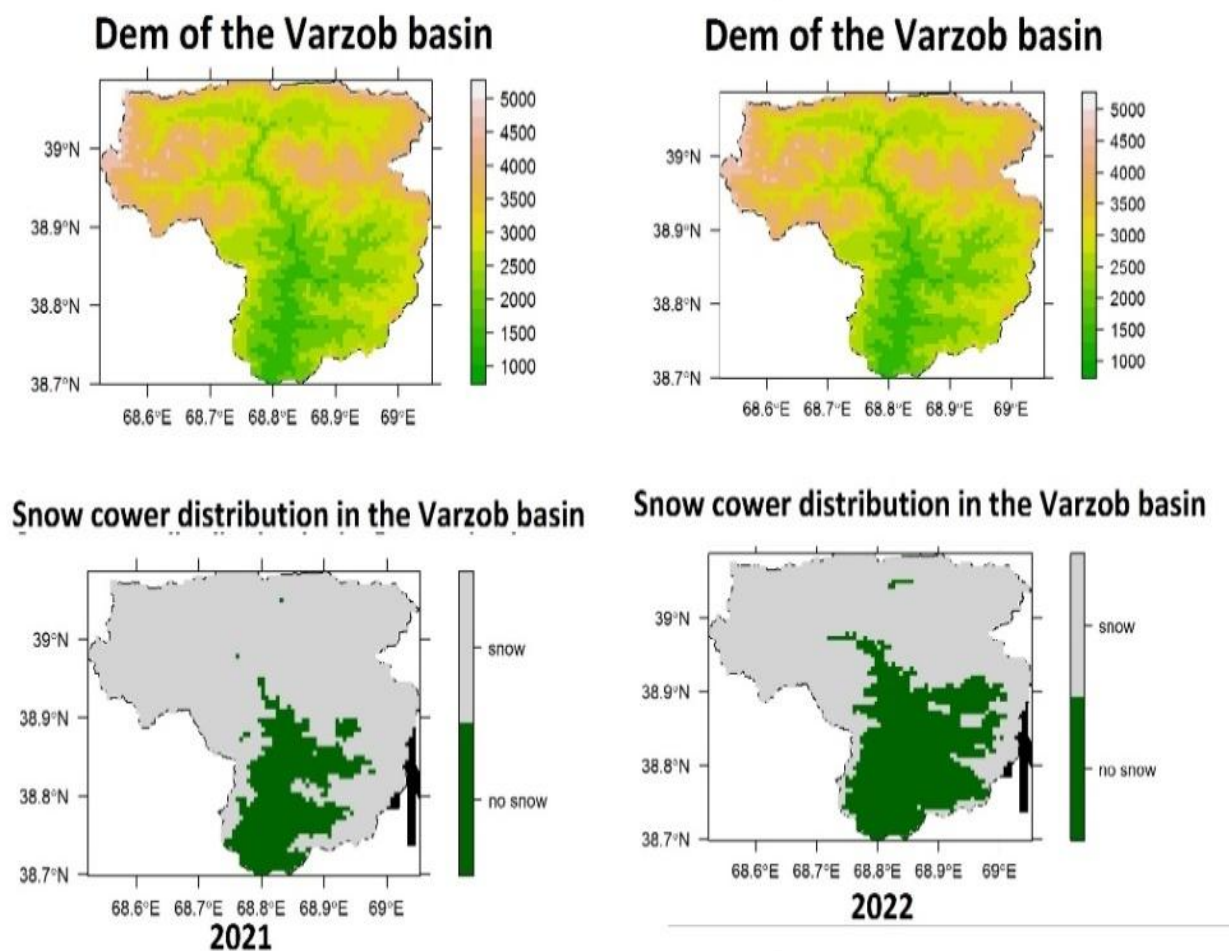 Dem of the Varzob basin
5000
4500
4000
3500
3000
2500
2000
1500
1000
39°N
38.9°N
38.8°N
38.7°N
68.6°E 68.7°E 68.8°E 68.9°E 69°E
Dem of the Varzob basin
5000
4500
4000
3500
3000
2500
2000
1500
1000
39°N
38.9°N
38.8°N
38.7°N
68.6°E 68.7°E 68.8°E 68.9°E 69°E
Snow cower distribution in the Varzob basin
39°N
38.9°N
38.8°N
38.7°N
snow
no snow
68.6°E 68.7°E 68.8°E 68.9°E 69°E
2021
Snow cower distribution in the Varzob basin
39°N
38.9°N
38.8°N
38.7°N
snow
no snow
68.6°E 68.7°E 68.8°E 68.9°E 69°E
2022